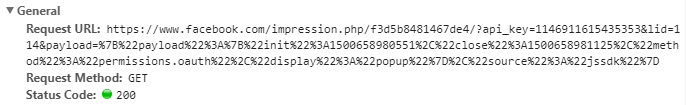 General
Request URL: https://www.facebook.com/impression.php/f3d5b8481467de4/?api_key=1146911615435353&lid=1
14&payload=%7B%22payload%22%3A%7B%22init%22%3A1500658980551%2C%22close%22%3A1500658981125%2C%22meth
od%22%3A%22permissions.oauth%22%2C%22display%22%3A%22popup%22%7D%2C%22source%22%3A%22jssdk%22%7D
Request Method: GET
Status Code: 200